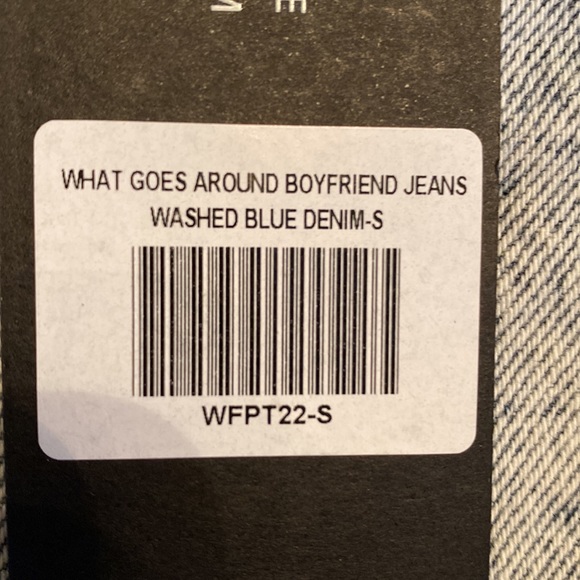 WHAT GOES AROUND BOYFRIEND JEANS
WASHED BLUE DENIM-S
WFPT22-S